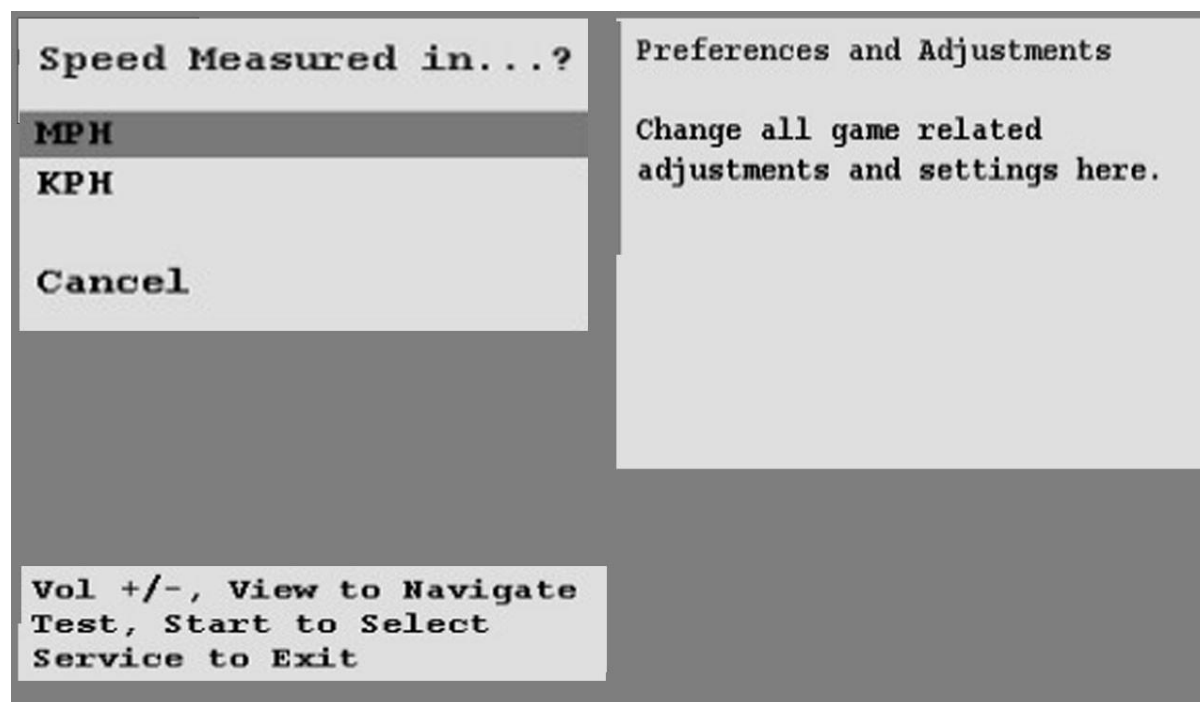 Speed Measured in...?
MPH
KPH
Cancel
Preferences and Adjustments
Change all game related
adjustments and settings here.
Vol +/-, View to Navigate
Test, Start to Select
Service to Exit